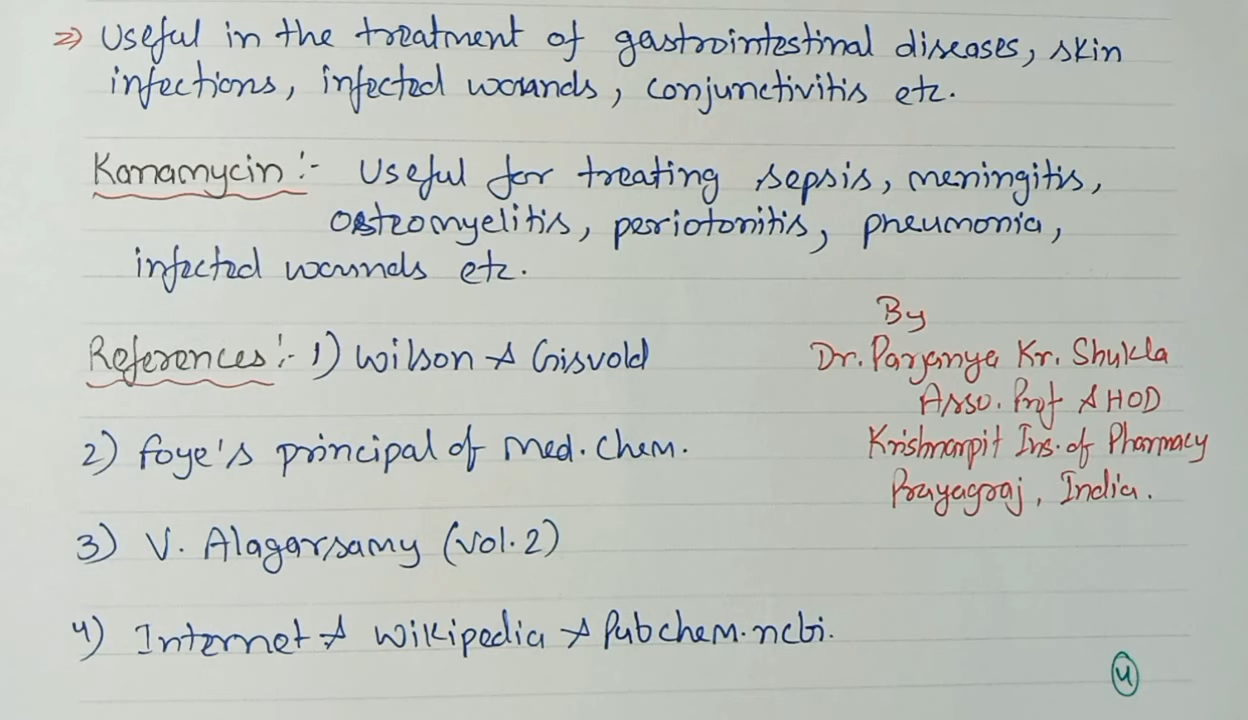 => Useful in the treatment of gastrointestinal diseases, skin
infections, infected wounds, conjunctivitis etc.
Kanamycin :- Useful for treating sepsis, meningitis,
osteomyelitis, periotonitis, pneumonia,
infected wounds etc.
References :- 1) Wilson & Gisvold
2) Foye's principal of Med. Chem.
3) V. Alagarsamy (Vol. 2)
4) Internet & Wikipedia & Pubchem.ncbi.
By
Dr. Parjanya Kr. Shukla
Asso. Prof & HOD
Krishnarpit Ins. of Pharmacy
Prayagraj, India.
4